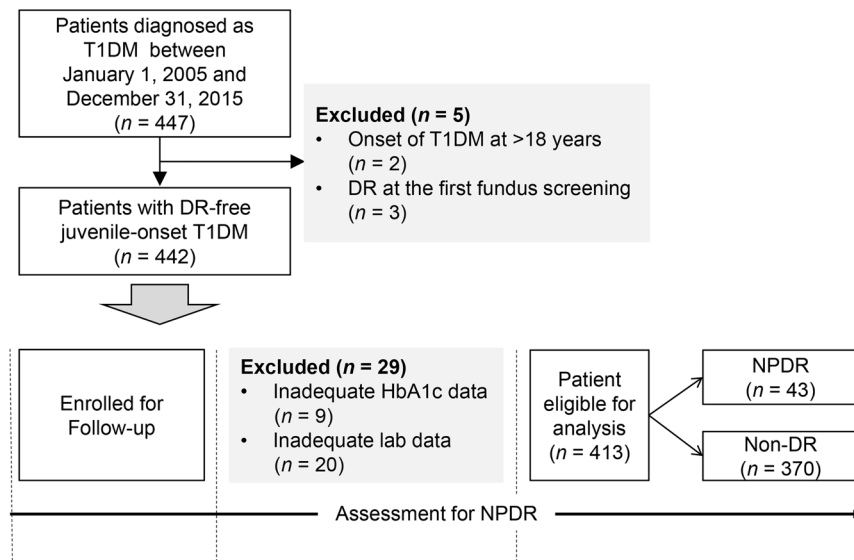 Patients diagnosed as
T1DM between
January 1, 2005 and
December 31, 2015
(n = 447)
Excluded (n = 5)
• Onset of T1DM at >18 years
(n = 2)
• DR at the first fundus screening
(n = 3)
Patients with DR-free
juvenile-onset T1DM
(n = 442)
Enrolled for
Follow-up
Excluded (n = 29)
• Inadequate HbA1c data
(n = 9)
• Inadequate lab data
(n = 20)
Patient
eligible for
analysis
(n = 413)
NPDR
(n = 43)
Non-DR
(n = 370)
Assessment for NPDR